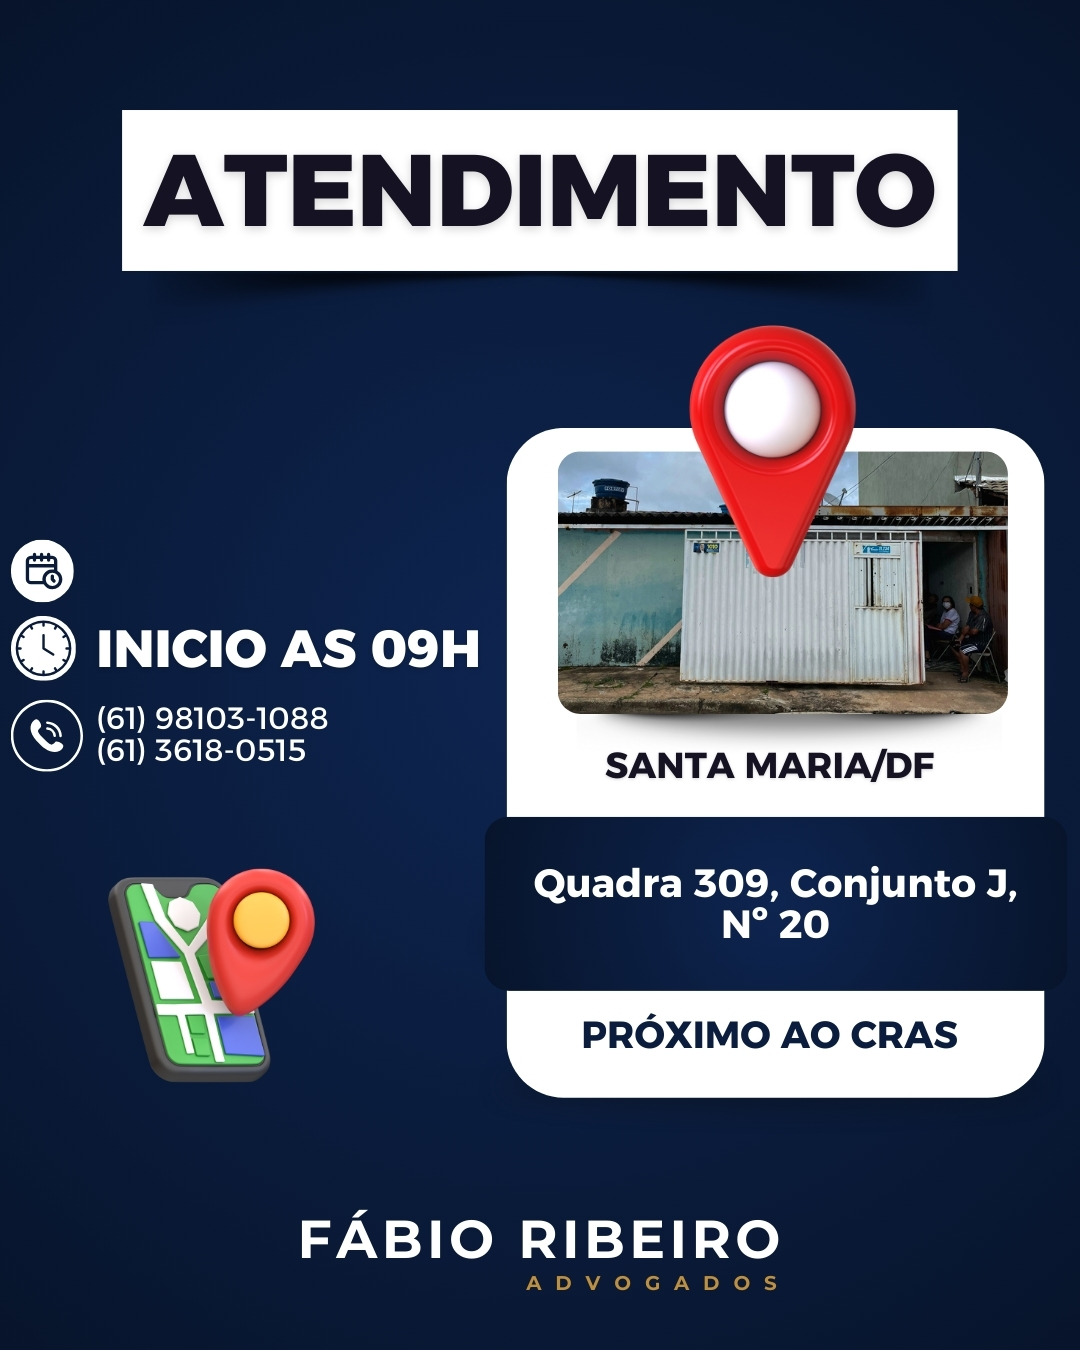 ATENDIMENTO
INICIO AS 09H
(61) 98103-1088
(61) 3618-0515
SANTA MARIA/DF
Quadra 309, Conjunto J,
Nº 20
PRÓXIMO AO CRAS
FÁBIO RIBEIRO
ADVOGADOS